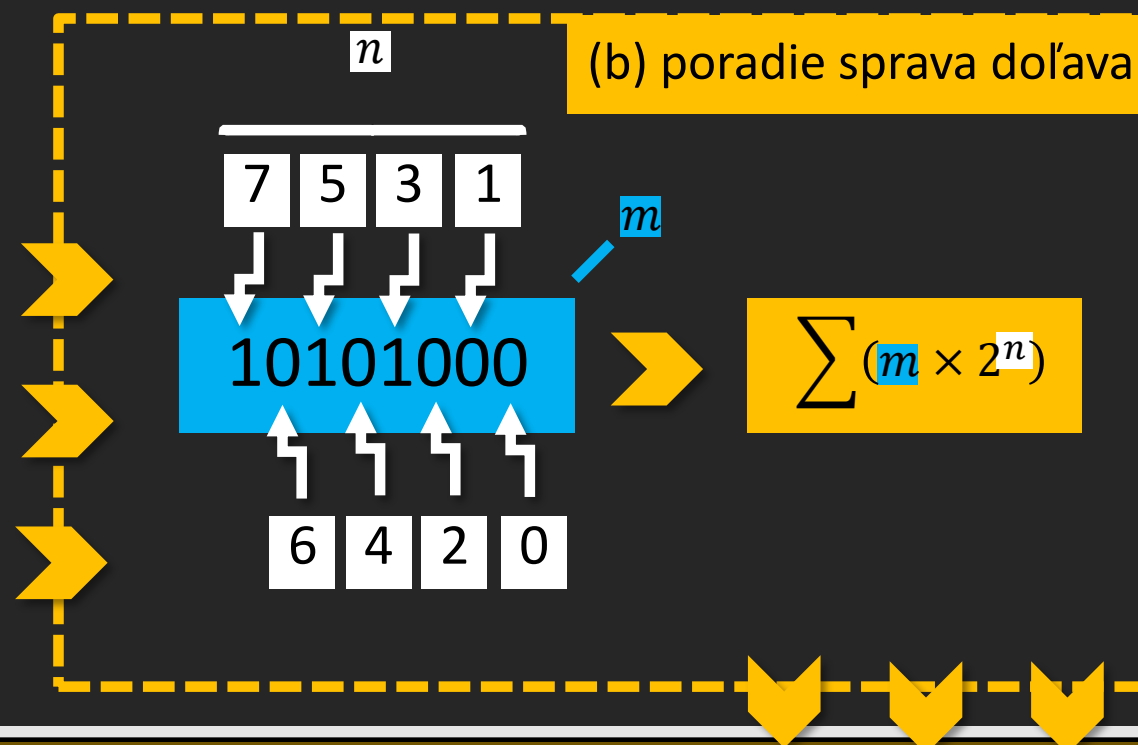 n
(b) poradie sprava doľava
7 5 3 1
m
10101000
∑(m × 2ⁿ)
6 4 2 0